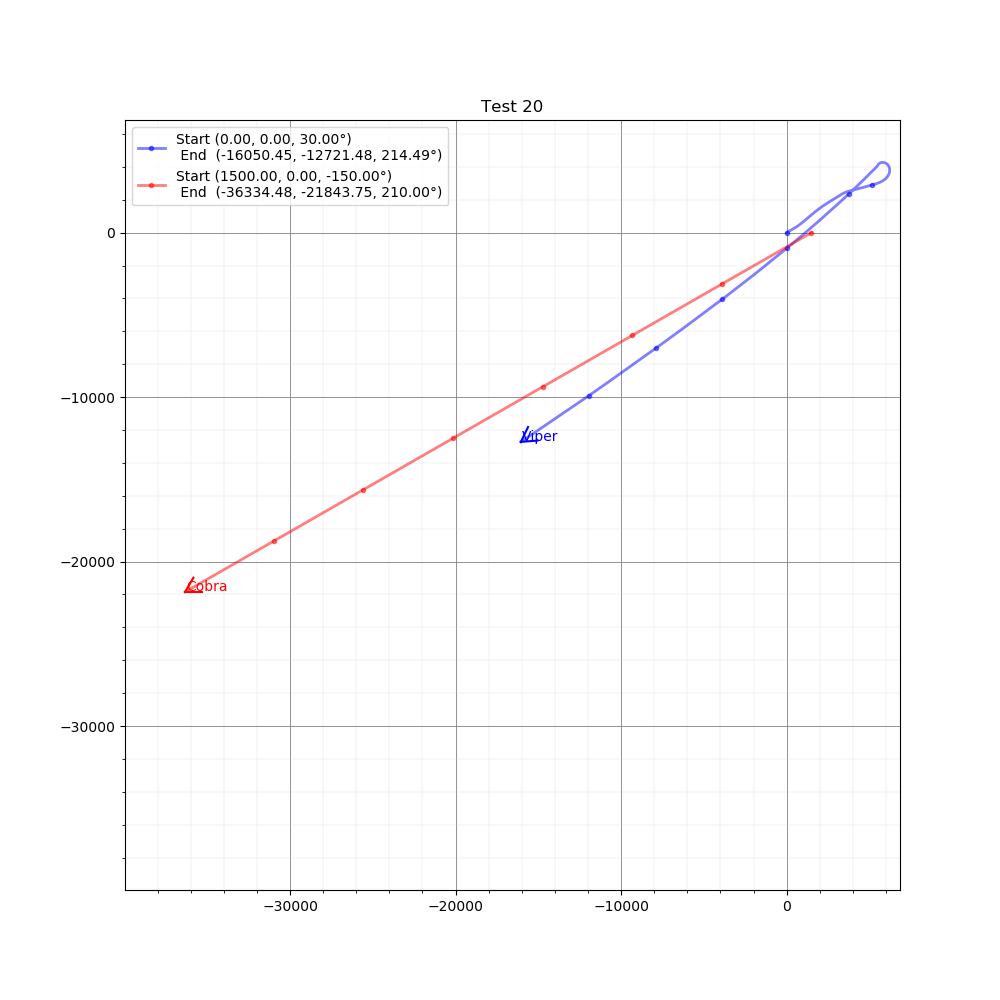 Test 20
Start (0.00, 0.00, 30.00°)
End  (-16050.45, -12721.48, 214.49°)
Start (1500.00, 0.00, -150.00°)
End  (-36334.48, -21843.75, 210.00°)
0
−10000
Viper
−20000
Cobra
−30000
−30000 −20000 −10000 0